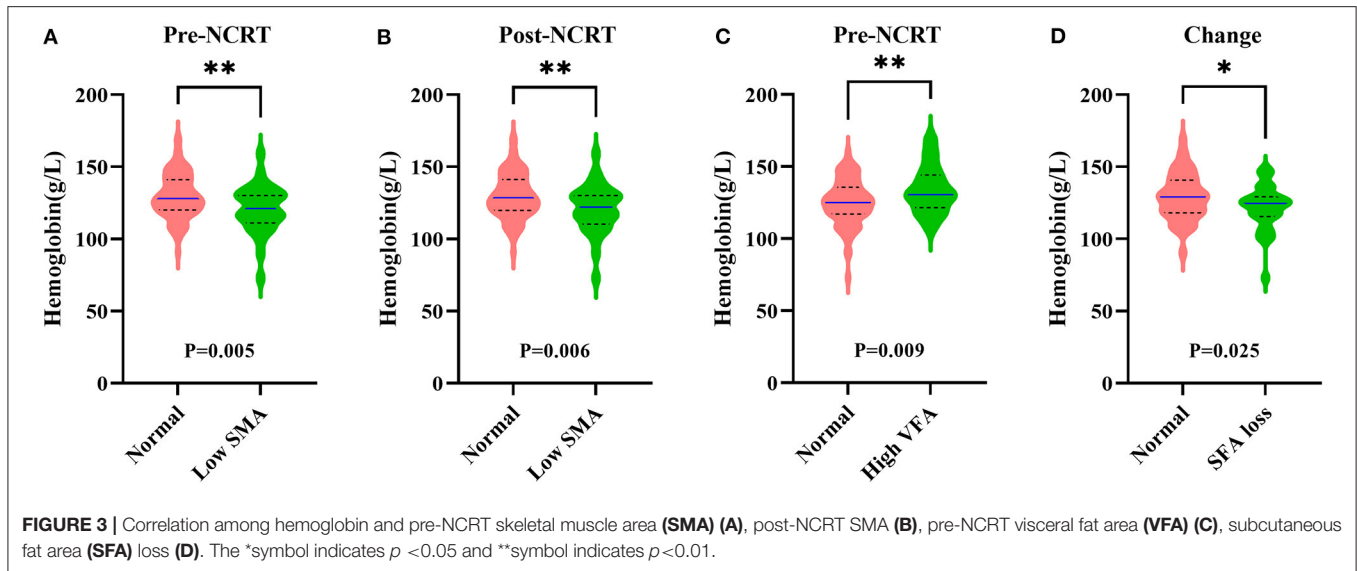 A
Pre-NCRT
**
Hemoglobin(g/L)
200
150
100
50
0
P=0.005
Normal
Low SMA
B
Post-NCRT
**
Hemoglobin(g/L)
200
150
100
50
0
P=0.006
Normal
Low SMA
C
Pre-NCRT
**
Hemoglobin(g/L)
200
150
100
50
0
P=0.009
Normal
High VFA
D
Change
*
Hemoglobin(g/L)
200
150
100
50
0
P=0.025
Normal
SFA loss
FIGURE 3 | Correlation among hemoglobin and pre-NCRT skeletal muscle area (SMA) (A), post-NCRT SMA (B), pre-NCRT visceral fat area (VFA) (C), subcutaneous
fat area (SFA) loss (D). The *symbol indicates p <0.05 and **symbol indicates p<0.01.